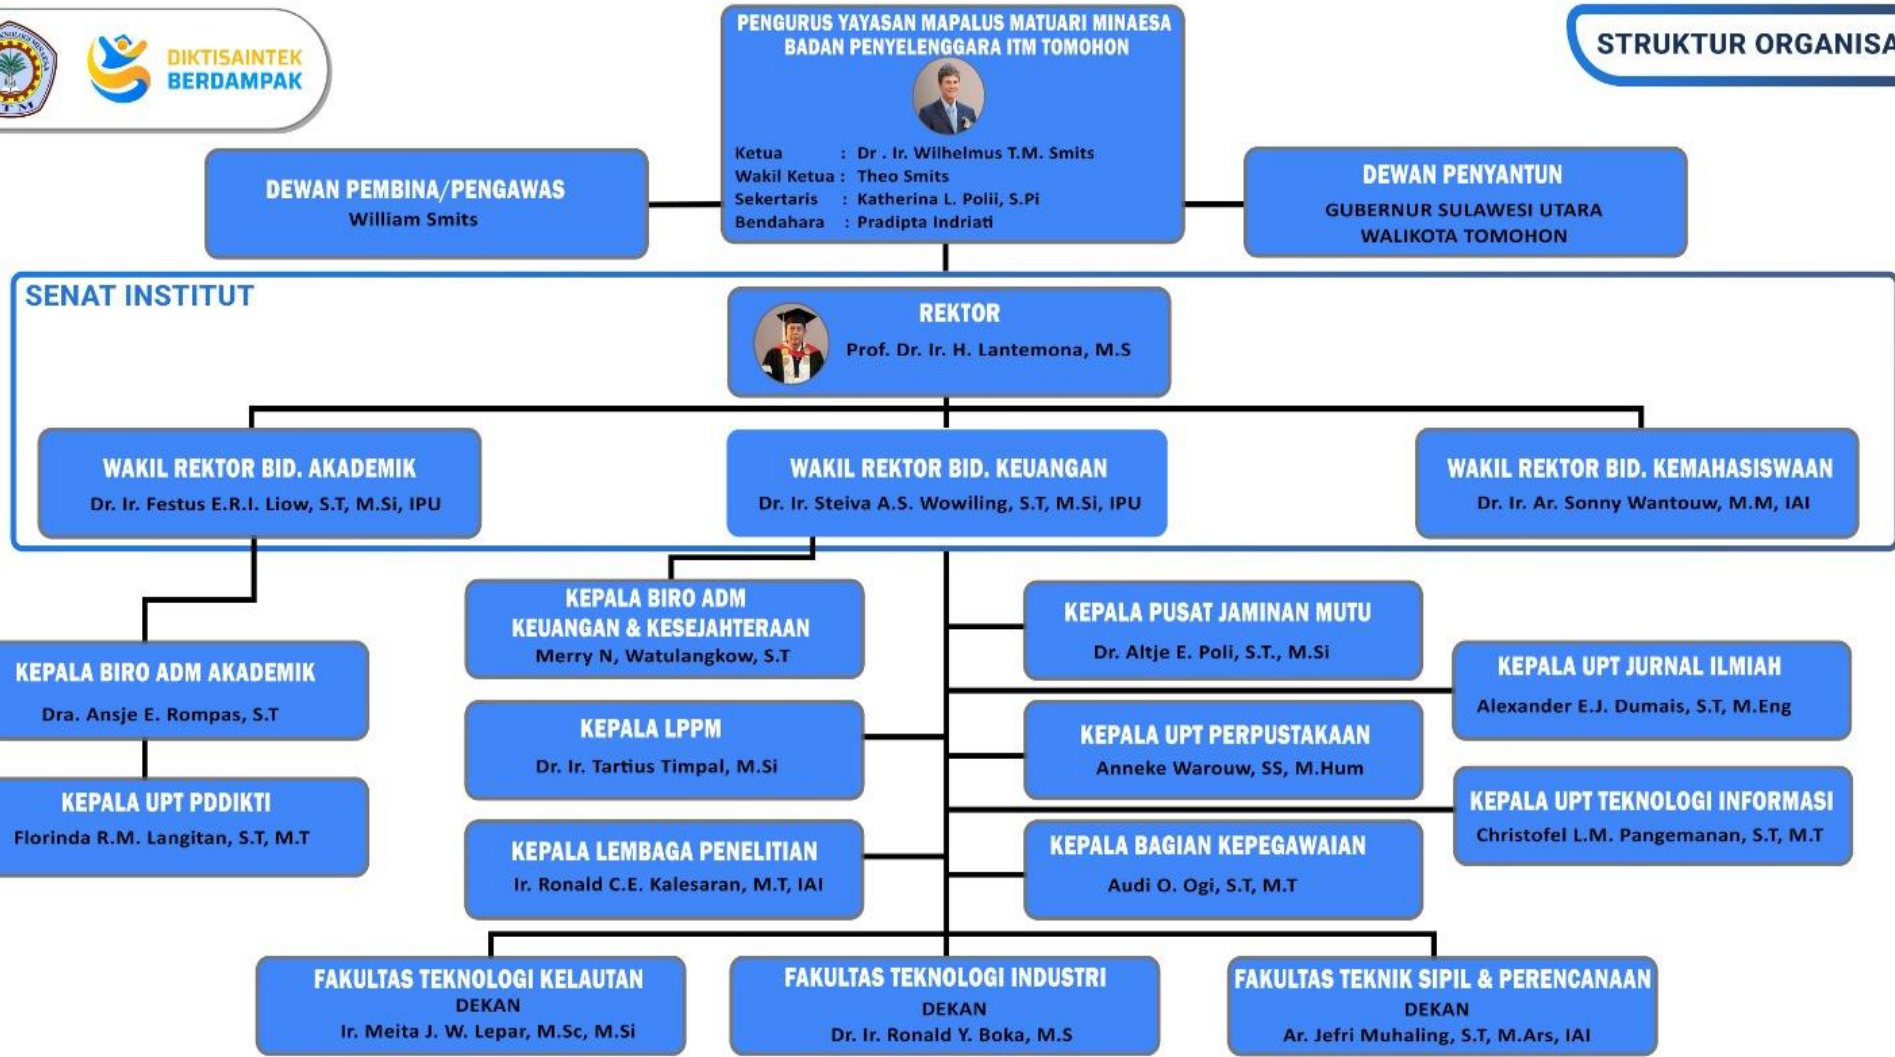 DIKTISAINTEK
BERDAMPAK
PENGURUS YAYASAN MAPALUS MATUARI MINAESA
BADAN PENYELENGGARA ITM TOMOHON
Ketua : Dr . Ir. Wilhelmus T.M. Smits
Wakil Ketua : Theo Smits
Sekertaris : Katherina L. Polii, S.Pi
Bendahara : Pradipta Indriati
STRUKTUR ORGANISA
DEWAN PEMBINA/PENGAWAS
William Smits
DEWAN PENYANTUN
GUBERNUR SULAWESI UTARA
WALIKOTA TOMOHON
SENAT INSTITUT
REKTOR
Prof. Dr. Ir. H. Lantemona, M.S
WAKIL REKTOR BID. AKADEMIK
Dr. Ir. Festus E.R.I. Liow, S.T, M.Si, IPU
WAKIL REKTOR BID. KEUANGAN
Dr. Ir. Steiva A.S. Wowiling, S.T, M.Si, IPU
WAKIL REKTOR BID. KEMAHASISWAAN
Dr. Ir. Ar. Sonny Wantouw, M.M, IAI
KEPALA BIRO ADM
KEUANGAN & KESEJAHTERAAN
Merry N, Watulangkow, S.T
KEPALA PUSAT JAMINAN MUTU
Dr. Altje E. Poli, S.T., M.Si
KEPALA BIRO ADM AKADEMIK
Dra. Ansje E. Rompas, S.T
KEPALA UPT JURNAL ILMIAH
Alexander E.J. Dumais, S.T, M.Eng
KEPALA LPPM
Dr. Ir. Tartius Timpal, M.Si
KEPALA UPT PERPUSTAKAAN
Anneke Warouw, SS, M.Hum
KEPALA UPT PDDIKTI
Florinda R.M. Langitan, S.T, M.T
KEPALA UPT TEKNOLOGI INFORMASI
Christofel L.M. Pangemanan, S.T, M.T
KEPALA LEMBAGA PENELITIAN
Ir. Ronald C.E. Kalesaran, M.T, IAI
KEPALA BAGIAN KEPEGAWAIAN
Audi O. Ogi, S.T, M.T
FAKULTAS TEKNOLOGI KELAUTAN
DEKAN
Ir. Meita J. W. Lepar, M.Sc, M.Si
FAKULTAS TEKNOLOGI INDUSTRI
DEKAN
Dr. Ir. Ronald Y. Boka, M.S
FAKULTAS TEKNIK SIPIL & PERENCANAAN
DEKAN
Ar. Jefri Muhaling, S.T, M.Ars, IAI